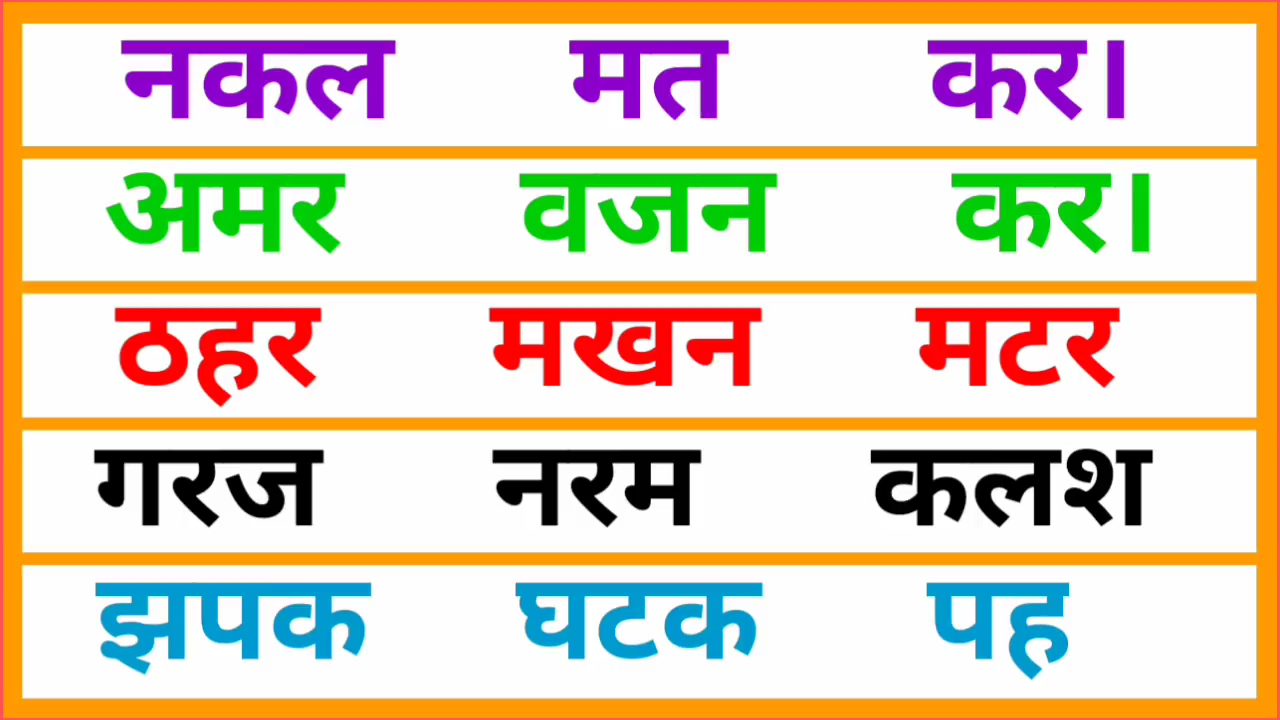 नकल मत कर।
अमर वजन कर।
ठहर मखन मटर
गरज नरम कलश
झपक घटक पह